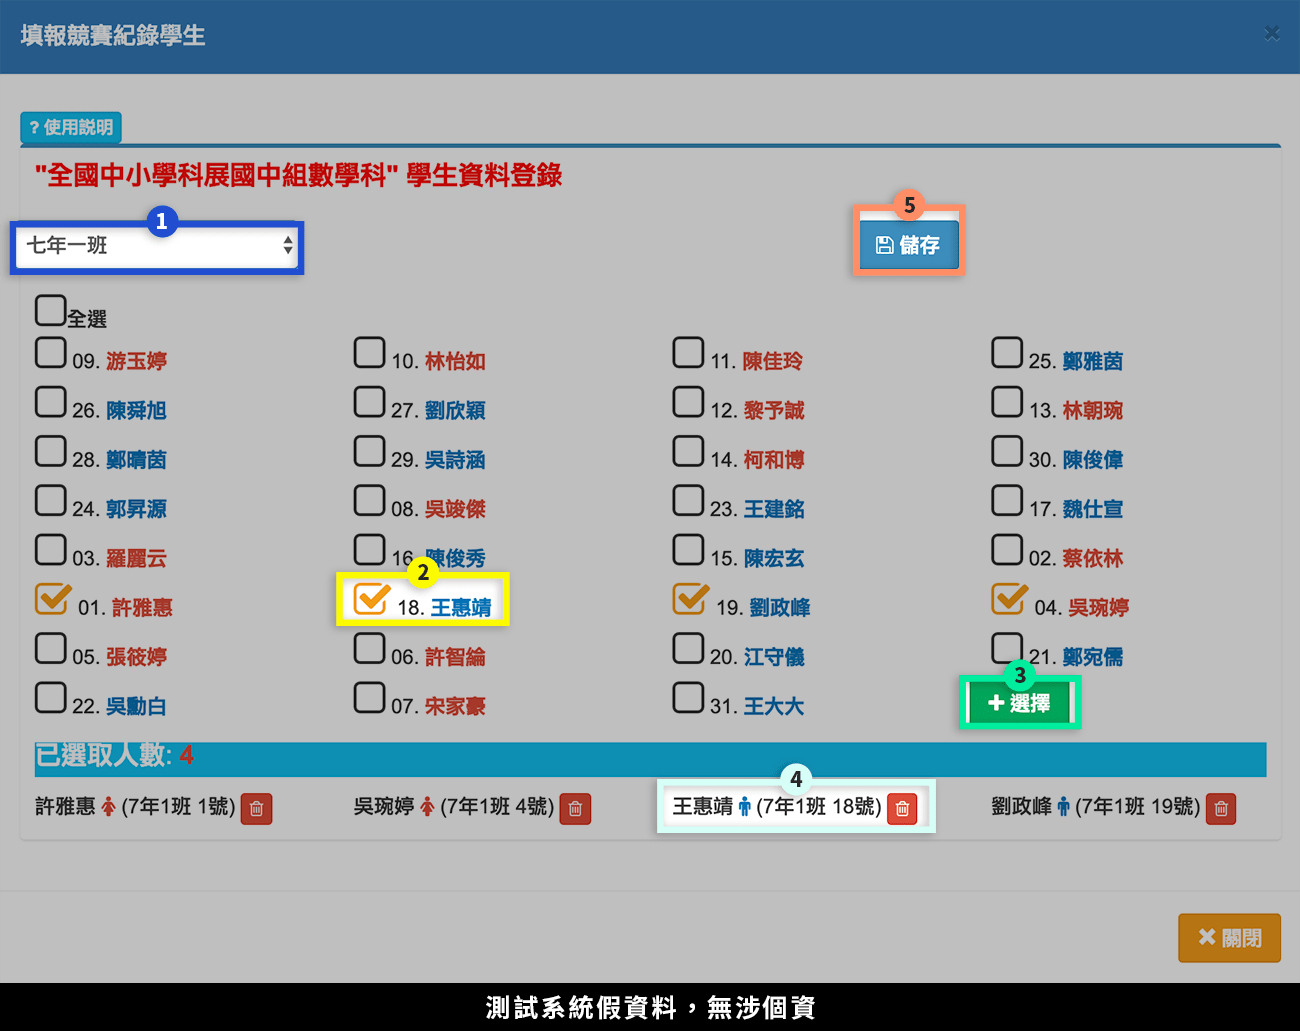 填報競賽紀錄學生
? 使用說明
"全國中小學科展國中組數學科" 學生資料登錄
1
5
七年一班
儲存
全選
09. 游玉婷 10. 林怡如 11. 陳佳玲 25. 鄭雅茵
26. 陳舜旭 27. 劉欣穎 12. 黎予誠 13. 林朝琬
28. 鄭晴茵 29. 吳詩涵 14. 柯和博 30. 陳俊偉
24. 郭昇源 08. 吳竣傑 23. 王建銘 17. 魏仕宣
03. 羅麗云 16. 陳俊秀 15. 陳宏玄 02. 蔡依林
2
01. 許雅惠 18. 王惠靖 19. 劉政峰 04. 吳琬婷
05. 張筱婷 06. 許智綸 20. 江守儀 21. 鄭宛儒
3
22. 吳勳白 07. 宋家豪 31. 王大大 選擇
已選取人數: 4
4
許雅惠 (7年1班 1號) 吳琬婷 (7年1班 4號) 王惠靖 (7年1班 18號) 劉政峰 (7年1班 19號)
關閉
測試系統假資料，無涉個資